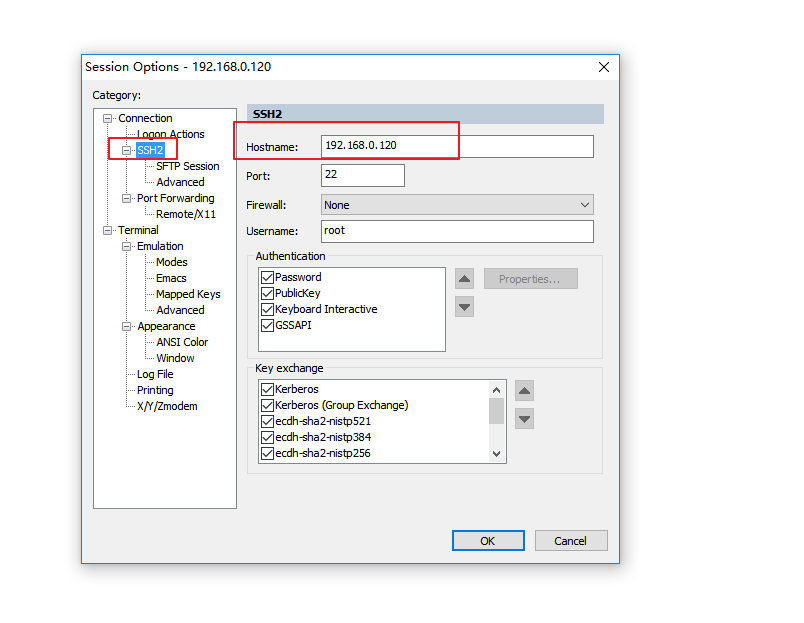 Session Options - 192.168.0.120
Category:
Connection
Logon Actions
SSH2
SFTP Session
Advanced
Port Forwarding
Remote/X11
Terminal
Emulation
Modes
Emacs
Mapped Keys
Advanced
Appearance
ANSI Color
Window
Log File
Printing
X/Y/Zmodem
SSH2
Hostname: 192.168.0.120
Port: 22
Firewall: None
Username: root
Authentication
Password
PublicKey
Keyboard Interactive
GSSAPI
Properties...
Key exchange
Kerberos
Kerberos (Group Exchange)
ecdh-sha2-nistp521
ecdh-sha2-nistp384
ecdh-sha2-nistp256
OK Cancel